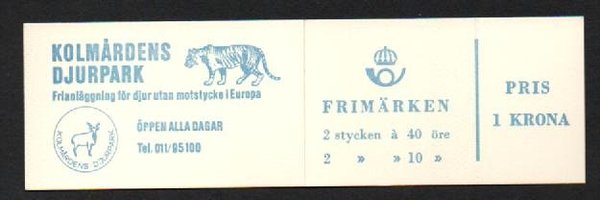 KOLMÅRDENS
DJURPARK
Frianläggning för djur utan motstycke i Europa
ÖPPEN ALLA DAGAR
Tel. 011/95100
KOLMÅRDENS DJURPARK
FRIMÄRKEN
2 stycken à 40 öre
2 » » 10 »
PRIS
1 KRONA